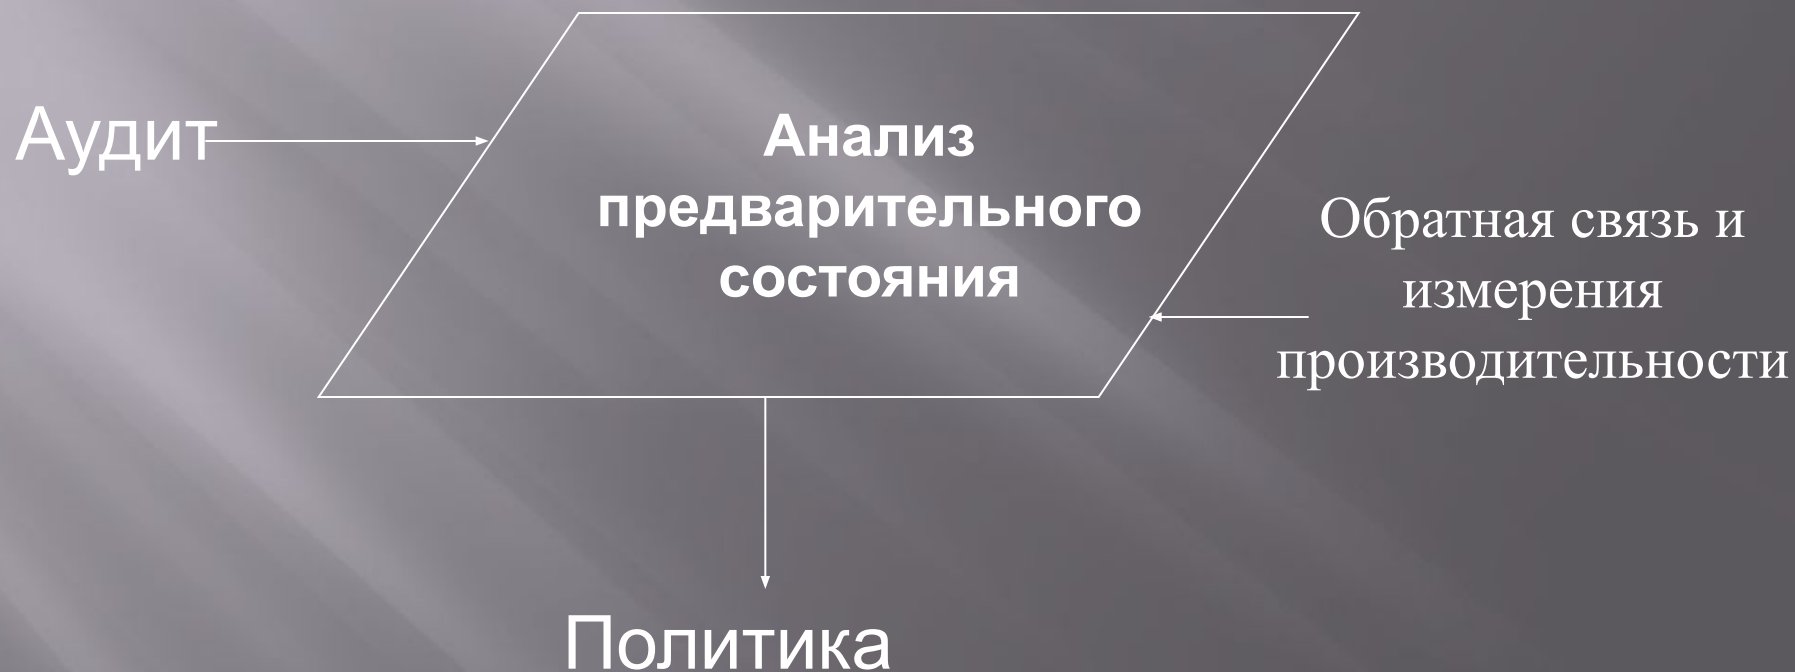 Аудит
Анализ
предварительного
состояния
Обратная связь и
измерения
производительности
Политика